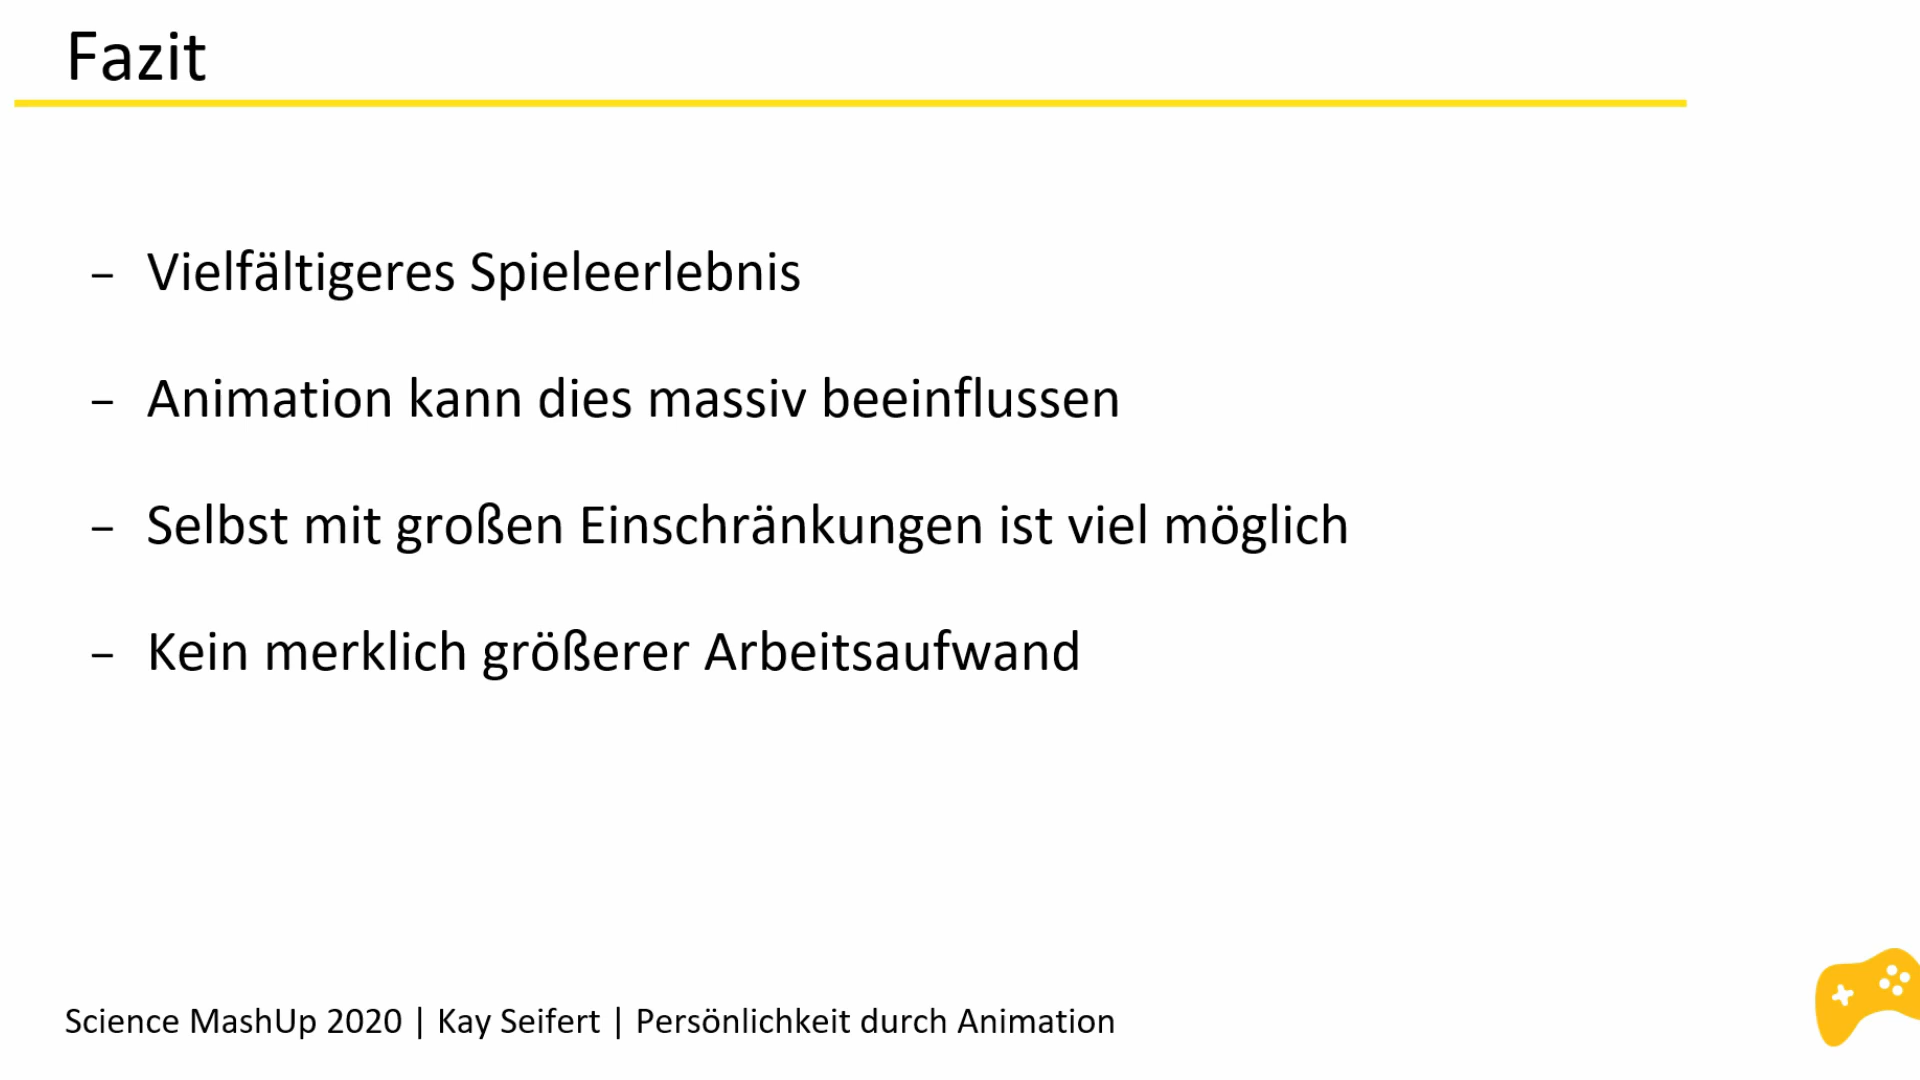 Fazit
– Vielfältigeres Spieleerlebnis
– Animation kann dies massiv beeinflussen
– Selbst mit großen Einschränkungen ist viel möglich
– Kein merklich größerer Arbeitsaufwand
Science MashUp 2020 | Kay Seifert | Persönlichkeit durch Animation